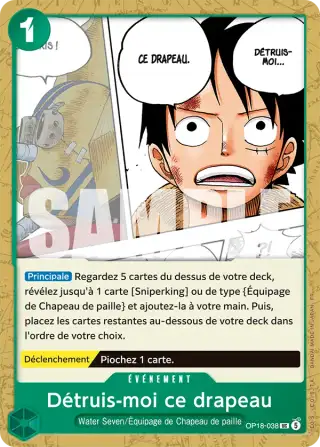 1
CE DRAPEAU.
DÉTRUIS-
MOI...
SAMPLE
Principale Regardez 5 cartes du dessus de votre deck,
révélez jusqu'à 1 carte [Sniperking] ou de type {Équipage
de Chapeau de paille} et ajoutez-la à votre main. Puis,
placez les cartes restantes au-dessous de votre deck dans
l'ordre de votre choix.
Déclenchement Piochez 1 carte.
ÉVÉNEMENT
Détruis-moi ce drapeau
Water Seven/Équipage de Chapeau de paille
OP18-038 UC 5